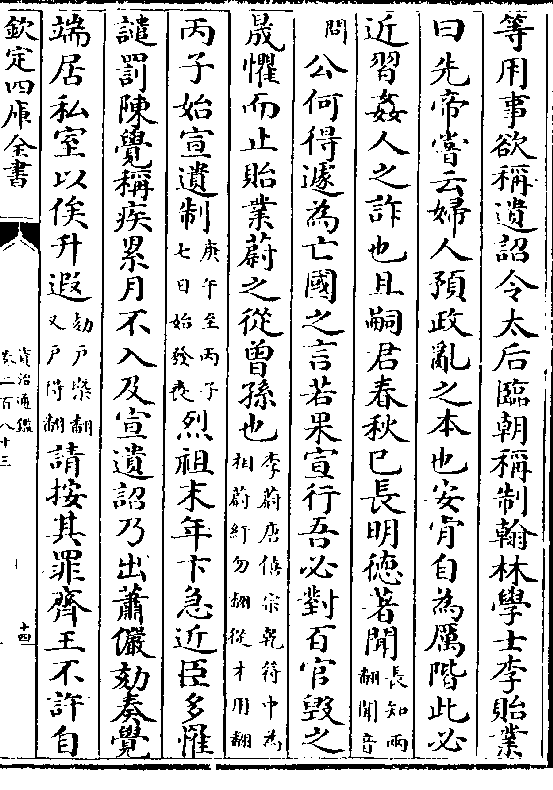 等用事欲稱遺詔令太后臨朝稱制翰林學士李貽業
曰先帝嘗云婦人預政亂之本也安肯自為厲階此必
近習姦人之詐也且嗣君春秋已長明德著聞長知兩翻聞音
問公何得遽為亡國之言若果宣行吾必對百官毀之
晟懼而止貽業蔚之從曾孫也李蔚唐僖宗乾符中為相蔚紆勿翻從才用翻
丙子始宣遺制庚午至丙子七日始發喪烈祖末年卞急近臣多罹
譴罰陳覺稱疾累月不入及宣遺詔乃出蕭儼劾奏覺
端居私室以俟升遐劾戶槩翻又戶得翻請按其罪齊王不許自
欽定四庫全書
資治通鑑
卷二百八十三
十四